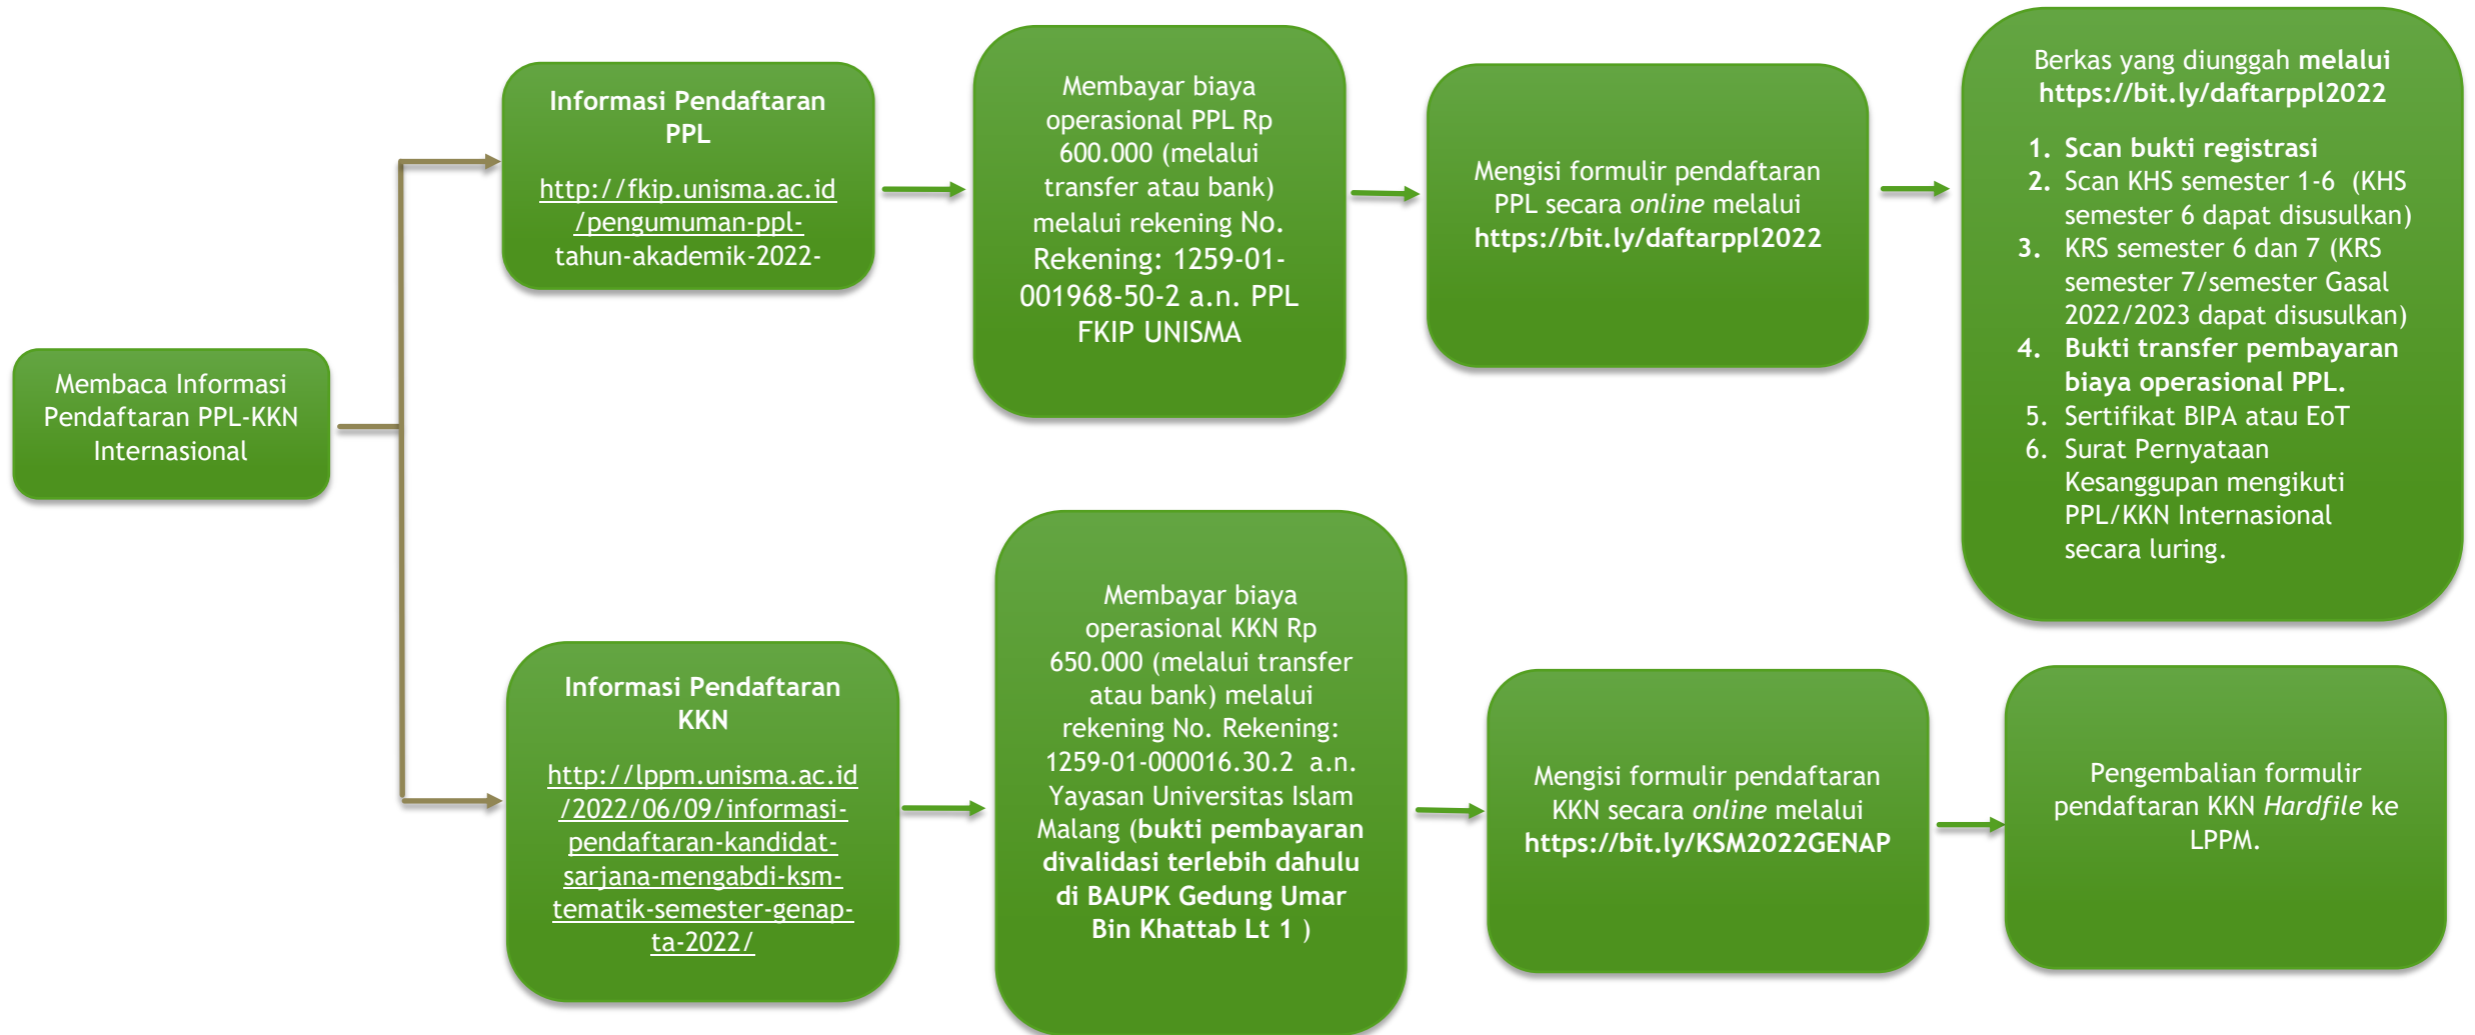 Membaca Informasi
Pendaftaran PPL-KKN
Internasional
Informasi Pendaftaran
PPL
http://fkip.unisma.ac.id
/pengumuman-ppl-
tahun-akademik-2022-
Membayar biaya
operasional PPL Rp
600.000 (melalui
transfer atau bank)
melalui rekening No.
Rekening: 1259-01-
001968-50-2 a.n. PPL
FKIP UNISMA
Mengisi formulir pendaftaran
PPL secara online melalui
https://bit.ly/daftarppl2022
Berkas yang diunggah melalui
https://bit.ly/daftarppl2022
1. Scan bukti registrasi
2. Scan KHS semester 1-6 (KHS
semester 6 dapat disusulkan)
3. KRS semester 6 dan 7 (KRS
semester 7/semester Gasal
2022/2023 dapat disusulkan)
4. Bukti transfer pembayaran
biaya operasional PPL.
5. Sertifikat BIPA atau EoT
6. Surat Pernyataan
Kesanggupan mengikuti
PPL/KKN Internasional
secara luring.
Informasi Pendaftaran
KKN
http://lppm.unisma.ac.id
/2022/06/09/informasi-
pendaftaran-kandidat-
sarjana-mengabdi-ksm-
tematik-semester-genap-
ta-2022/
Membayar biaya
operasional KKN Rp
650.000 (melalui transfer
atau bank) melalui
rekening No. Rekening:
1259-01-000016.30.2 a.n.
Yayasan Universitas Islam
Malang (bukti pembayaran
divalidasi terlebih dahulu
di BAUPK Gedung Umar
Bin Khattab Lt 1 )
Mengisi formulir pendaftaran
KKN secara online melalui
https://bit.ly/KSM2022GENAP
Pengembalian formulir
pendaftaran KKN Hardfile ke
LPPM.